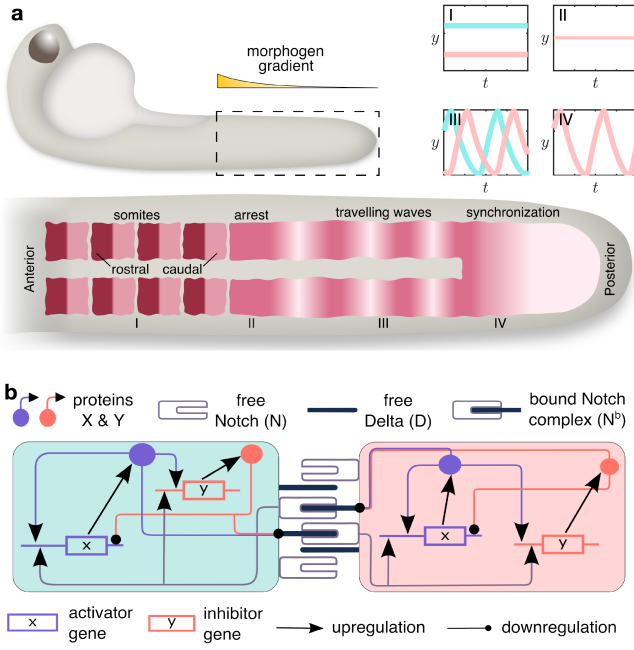 a
morphogen
gradient
I
y
t
II
y
t
III
y
t
IV
y
t
somites
arrest
travelling waves
synchronization
Anterior
rostral
caudal
Posterior
I
II
III
IV
b
proteins
X & Y
free
Notch (N)
free
Delta (D)
bound Notch
complex (Nᵇ)
x
y
x
y
x
activator
gene
y
inhibitor
gene
upregulation
downregulation